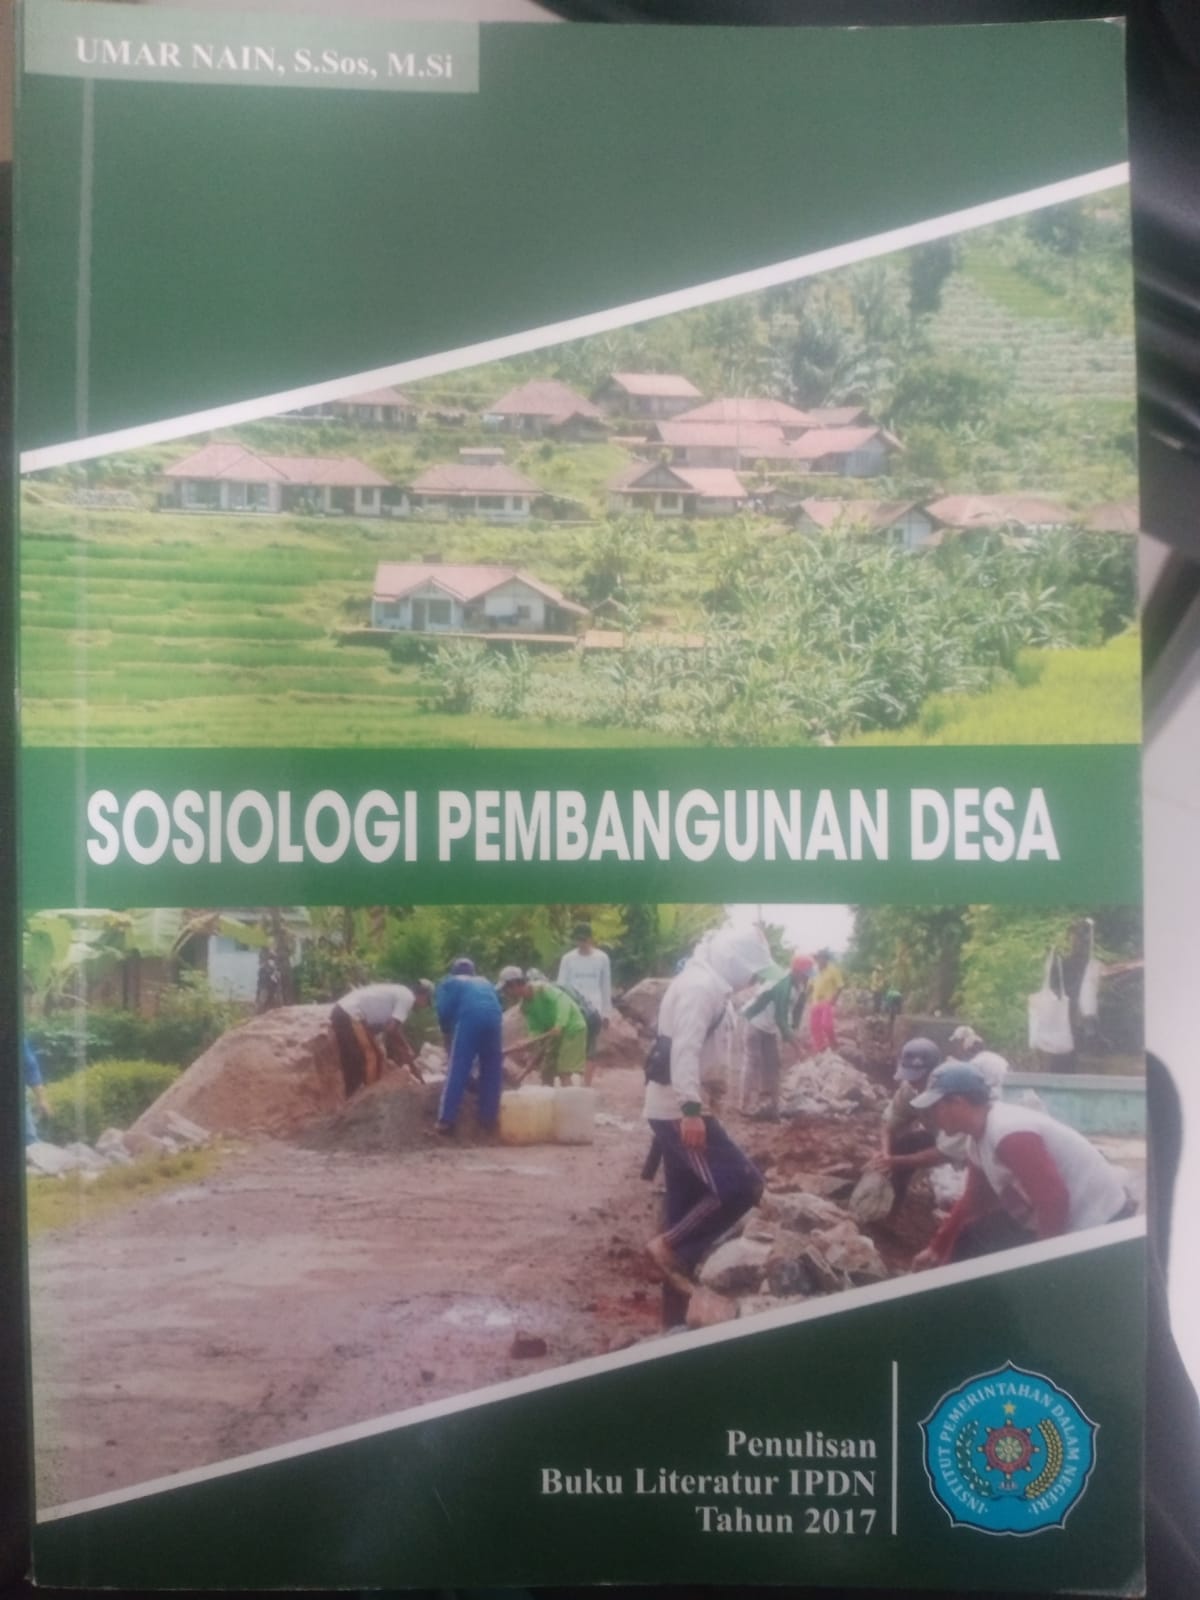 UMAR NAIN, S.Sos, M.Si
SOSIOLOGI PEMBANGUNAN DESA
Penulisan
Buku Literatur IPDN
Tahun 2017
INSTITUT PEMERINTAHAN DALAM NEGERI